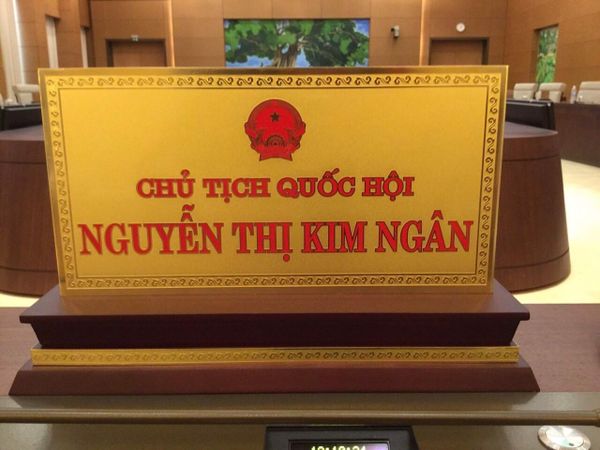 CHỦ TỊCH QUỐC HỘI
NGUYỄN THỊ KIM NGÂN